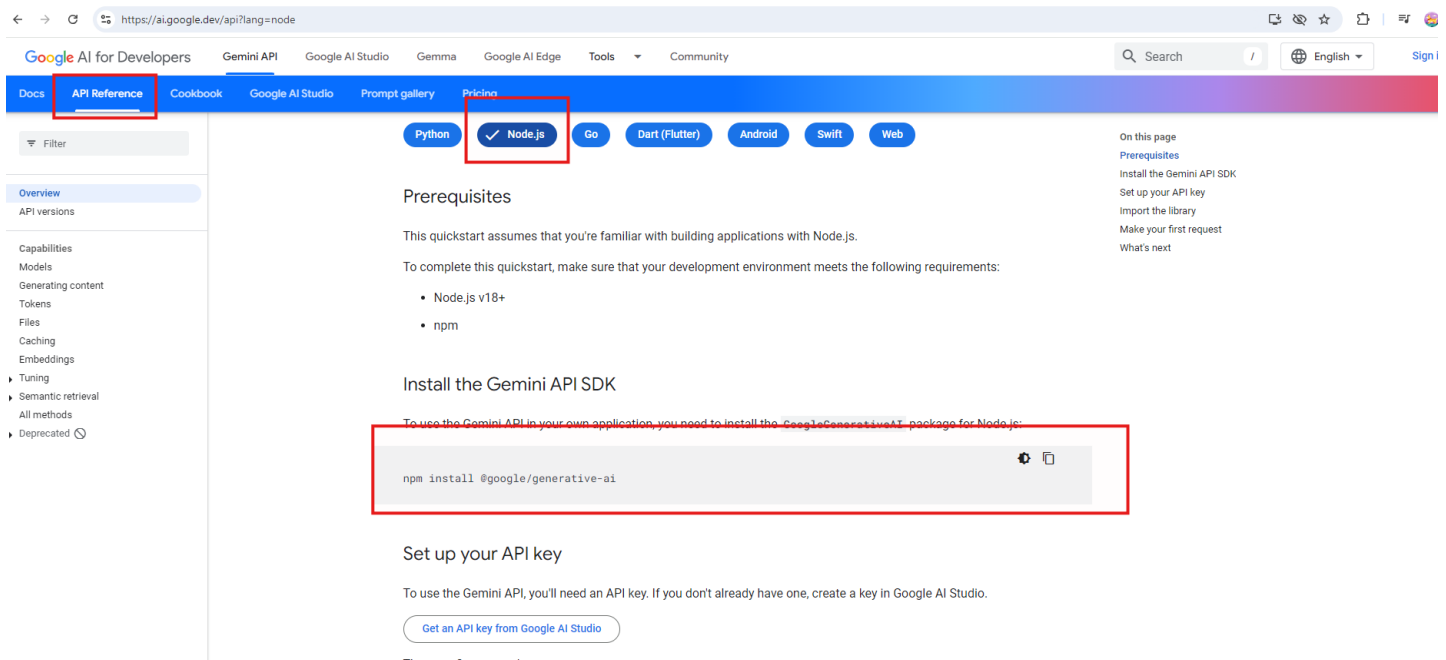 https://ai.google.dev/api?lang=node
Google AI for Developers
Gemini API
Google AI Studio
Gemma
Google AI Edge
Tools
Community
Search
/
English
Sign i
Docs
API Reference
Cookbook
Google AI Studio
Prompt gallery
Pricing
Filter
Overview
API versions
Capabilities
Models
Generating content
Tokens
Files
Caching
Embeddings
Tuning
Semantic retrieval
All methods
Deprecated
Python
Node.js
Go
Dart (Flutter)
Android
Swift
Web
Prerequisites
This quickstart assumes that you're familiar with building applications with Node.js.
To complete this quickstart, make sure that your development environment meets the following requirements:
• Node.js v18+
• npm
Install the Gemini API SDK
To use the Gemini API in your own application, you need to install the GoogleGenerativeAI package for Node.js:
npm install @google/generative-ai
Set up your API key
To use the Gemini API, you'll need an API key. If you don't already have one, create a key in Google AI Studio.
Get an API key from Google AI Studio
On this page
Prerequisites
Install the Gemini API SDK
Set up your API key
Import the library
Make your first request
What's next